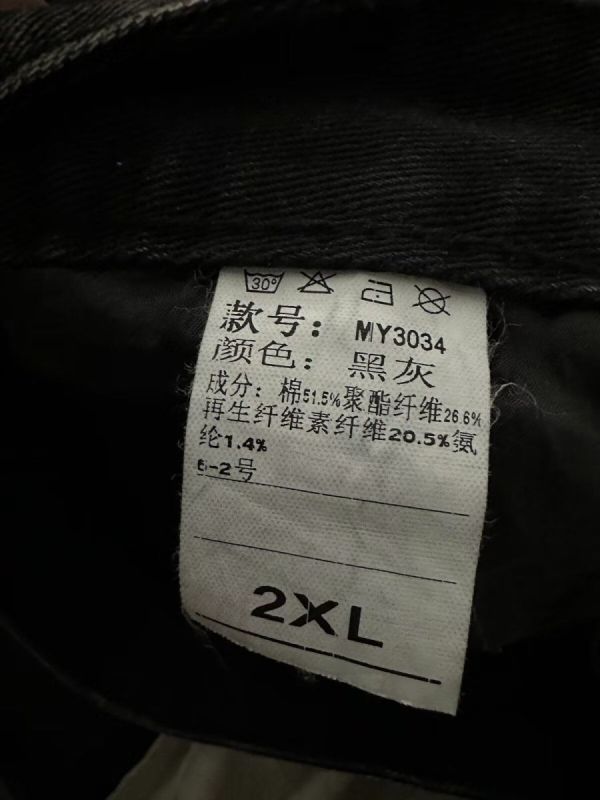 30°
款号：MY3034
颜色：黑灰
成分：棉51.5%聚酯纤维26.6%
再生纤维素纤维20.5%氨
纶1.4%
6-2号
2XL